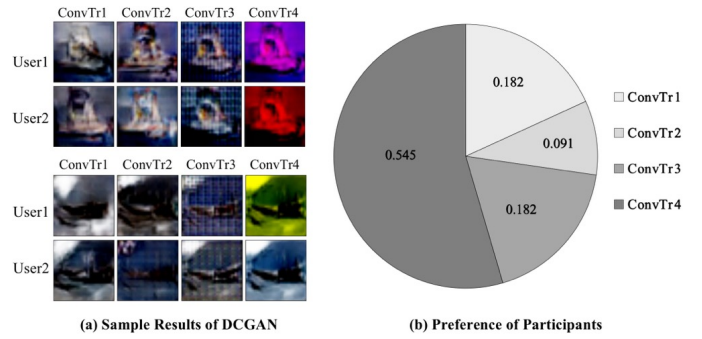 ConvTr1 ConvTr2 ConvTr3 ConvTr4
User1
User2
ConvTr1 ConvTr2 ConvTr3 ConvTr4
User1
User2
(a) Sample Results of DCGAN
0.182
0.091
0.182
0.545
ConvTr1
ConvTr2
ConvTr3
ConvTr4
(b) Preference of Participants